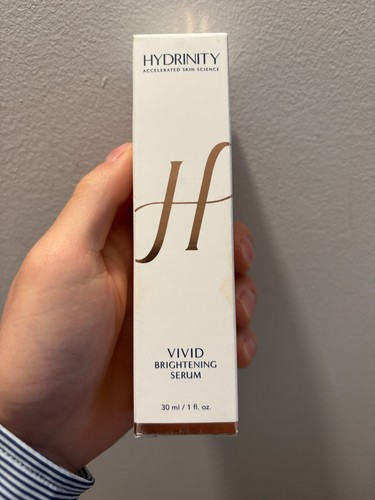 HYDRINITY
ACCELERATED SKIN SCIENCE
H
VIVID
BRIGHTENING
SERUM
30 ml / 1 fl. oz.